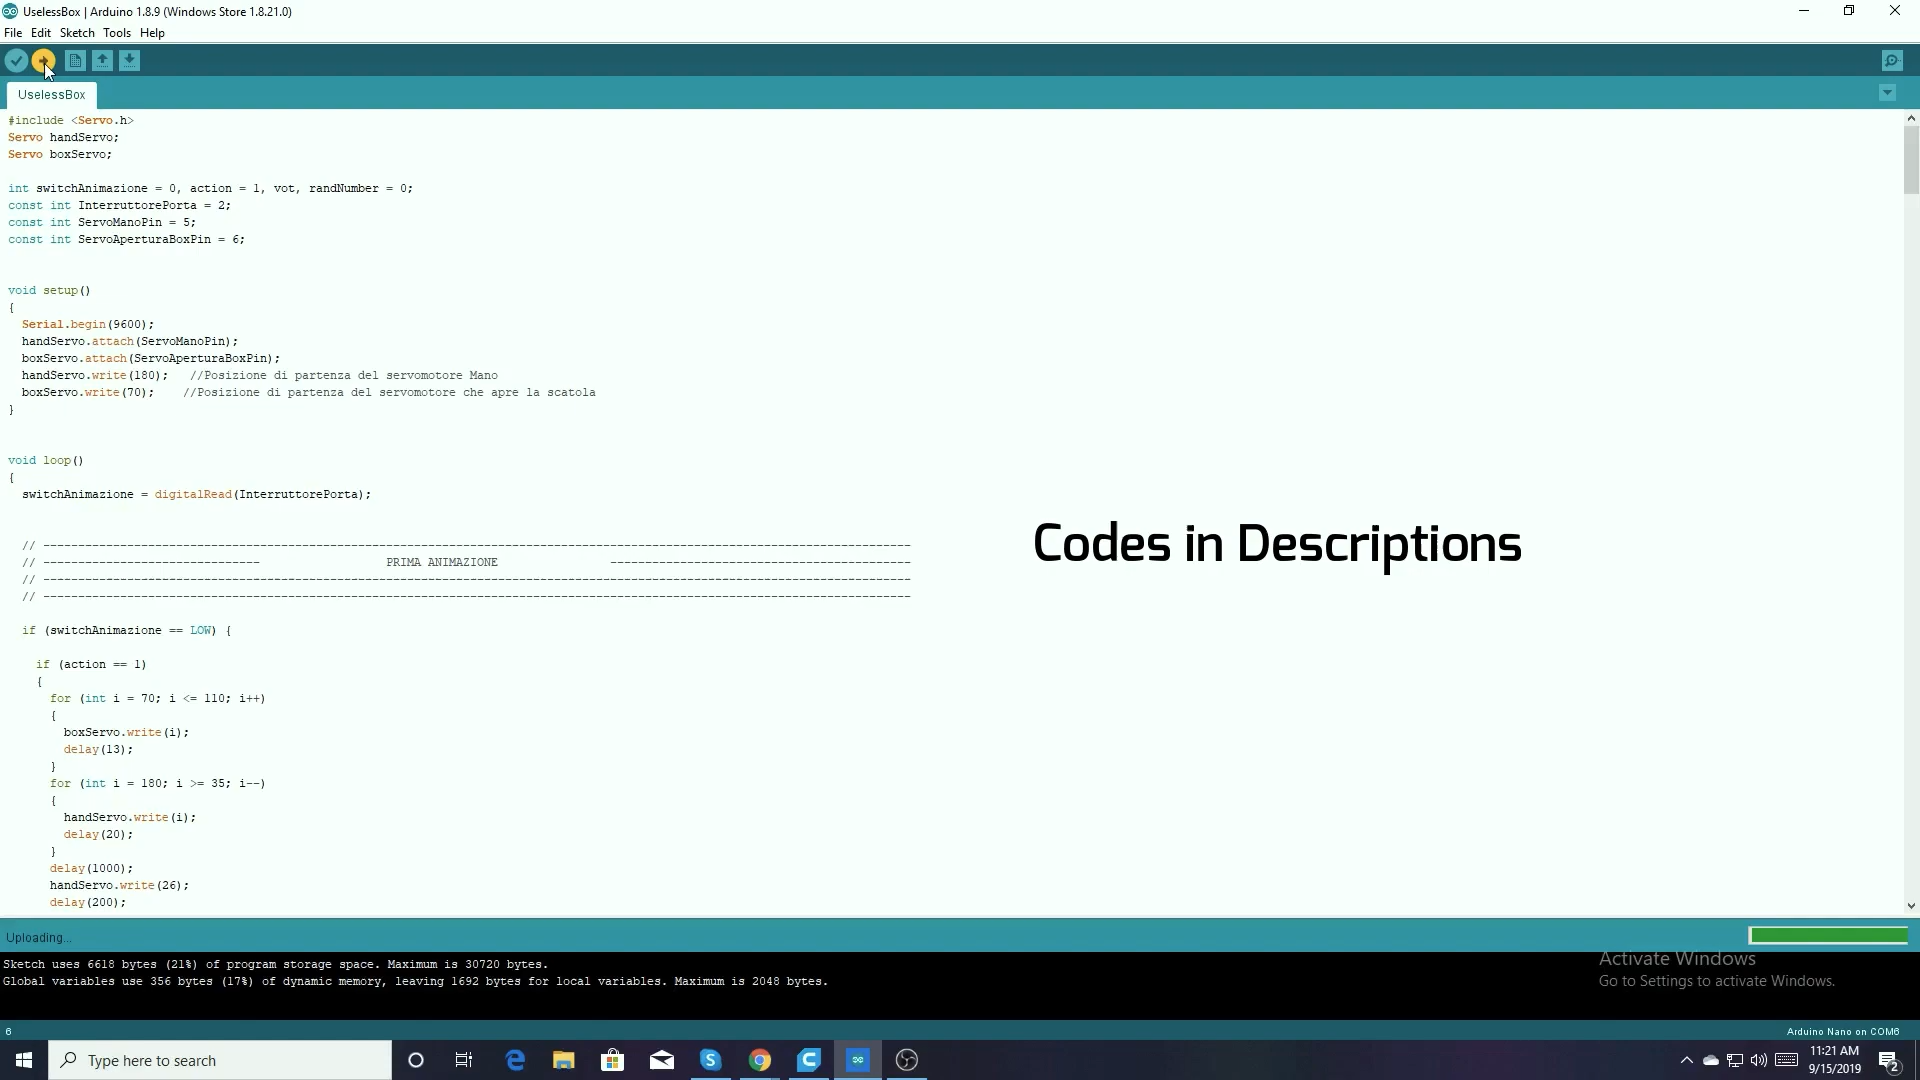 UselessBox | Arduino 1.8.9 (Windows Store 1.8.21.0)
File Edit Sketch Tools Help
UselessBox
#include <Servo.h>
Servo handServo;
Servo boxServo;
int switchAnimazione = 0, action = 1, vot, randNumber = 0;
const int InterruttorePorta = 2;
const int ServoManoPin = 5;
const int ServoAperturaBoxPin = 6;
void setup()
{
Serial.begin(9600);
handServo.attach(ServoManoPin);
boxServo.attach(ServoAperturaBoxPin);
handServo.write(180); //Posizione di partenza del servomotore Mano
boxServo.write(70); //Posizione di partenza del servomotore che apre la scatola
}
void loop()
{
switchAnimazione = digitalRead(InterruttorePorta);
// ----------------------------------------------------------------------------------------------------------------------------
// ------------------------------- PRIMA ANIMAZIONE -------------------------------------------
// ----------------------------------------------------------------------------------------------------------------------------
// ----------------------------------------------------------------------------------------------------------------------------
if (switchAnimazione == LOW) {
if (action == 1)
{
for (int i = 70; i <= 110; i++)
{
boxServo.write(i);
delay(13);
}
for (int i = 180; i >= 35; i--)
{
handServo.write(i);
delay(20);
}
delay(1000);
handServo.write(26);
delay(200);
Codes in Descriptions
Uploading...
Sketch uses 6618 bytes (21%) of program storage space. Maximum is 30720 bytes.
Global variables use 356 bytes (17%) of dynamic memory, leaving 1692 bytes for local variables. Maximum is 2048 bytes.
Activate Windows
Go to Settings to activate Windows.
6
Arduino Nano on COM6
Type here to search
11:21 AM
9/15/2019
2